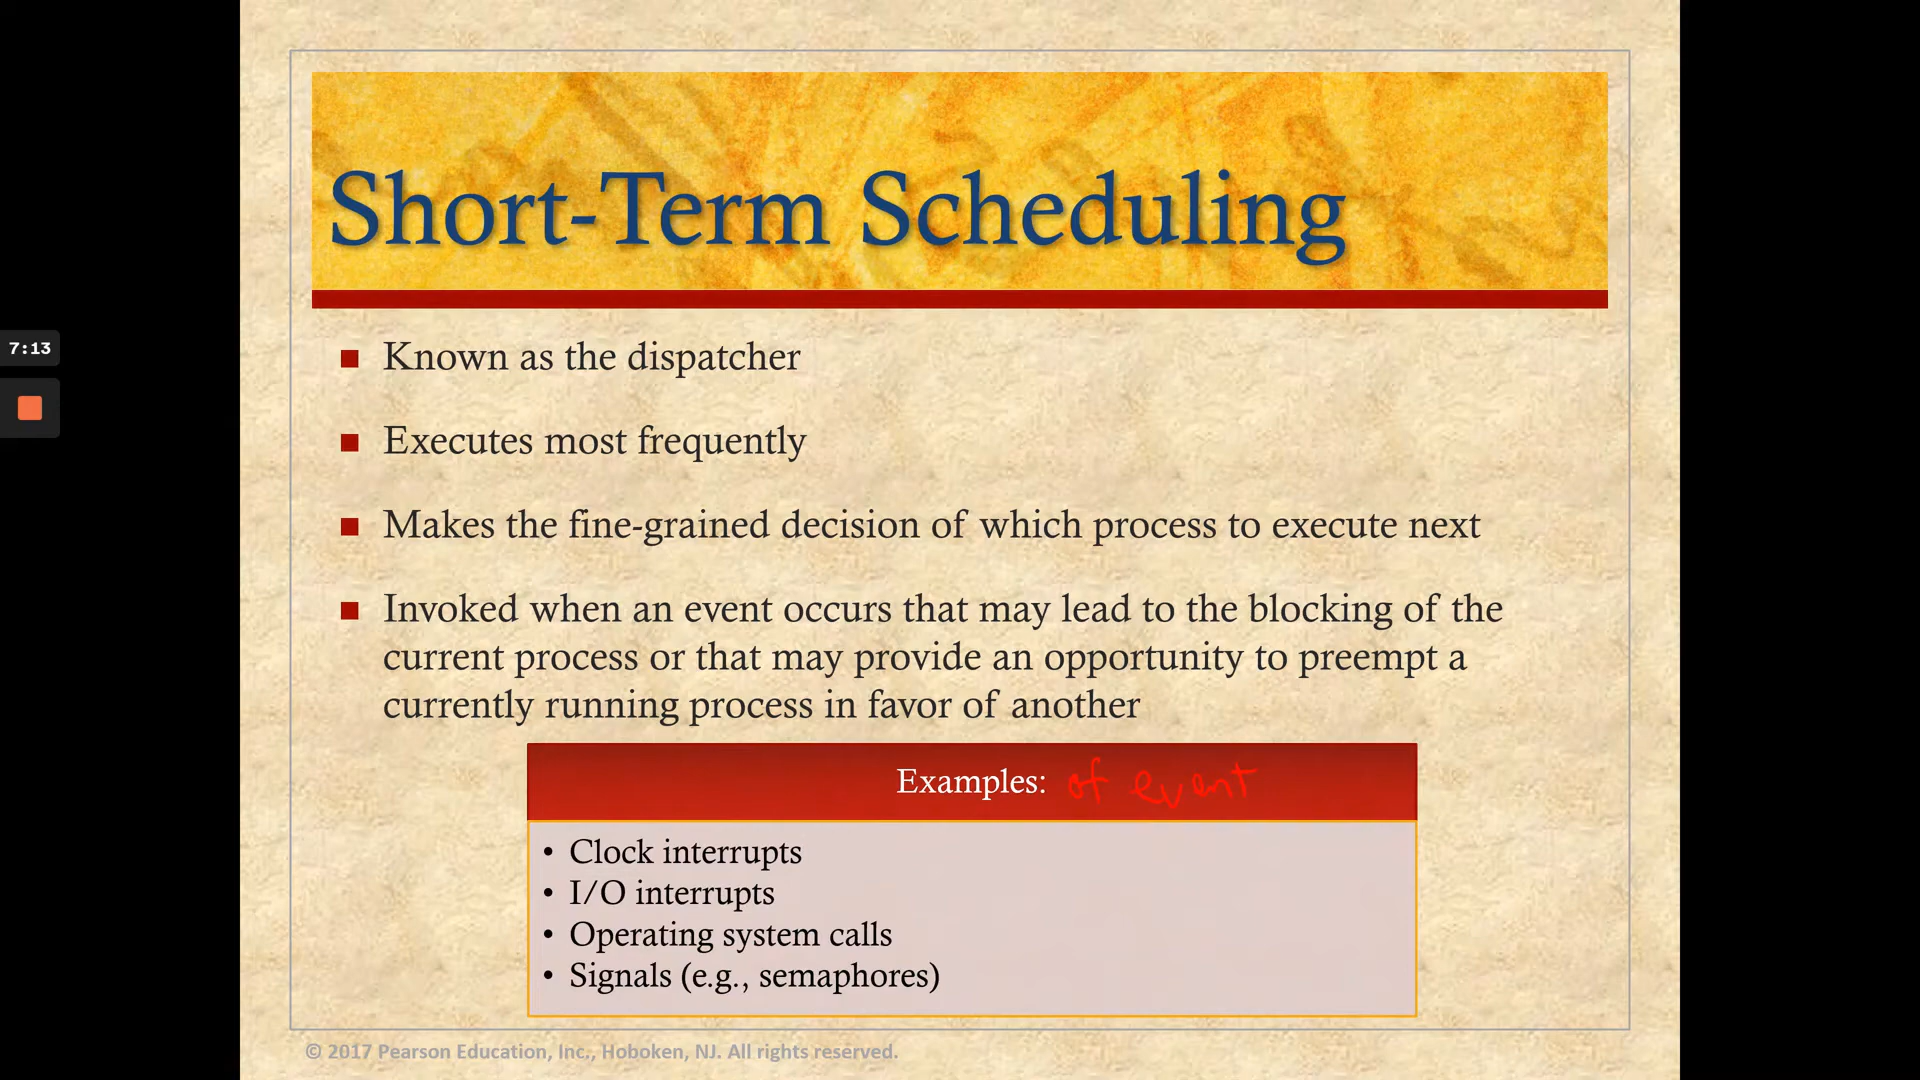 Short-Term Scheduling
7:13
Known as the dispatcher
Executes most frequently
Makes the fine-grained decision of which process to execute next
Invoked when an event occurs that may lead to the blocking of the
current process or that may provide an opportunity to preempt a
currently running process in favor of another
Examples: of event
• Clock interrupts
• I/O interrupts
• Operating system calls
• Signals (e.g., semaphores)
© 2017 Pearson Education, Inc., Hoboken, NJ. All rights reserved.